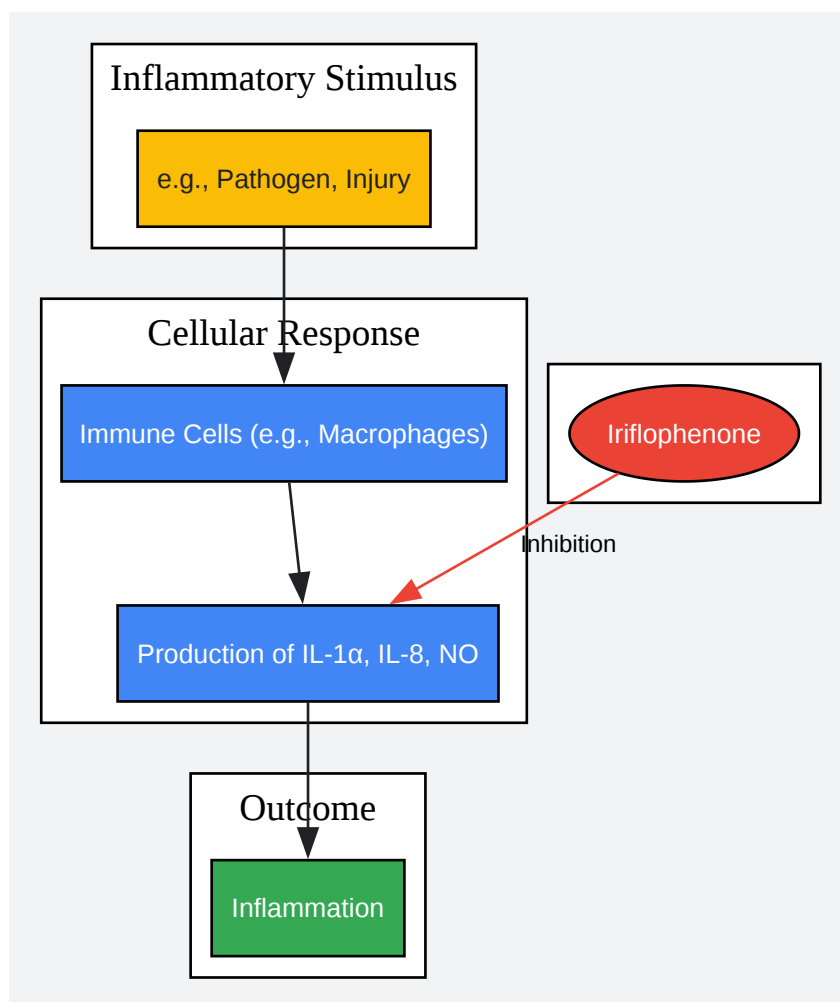 Inflammatory Stimulus
e.g., Pathogen, Injury
Cellular Response
Immune Cells (e.g., Macrophages)
Iriflophenone
Inhibition
Production of IL-1α, IL-8, NO
Outcome
Inflammation